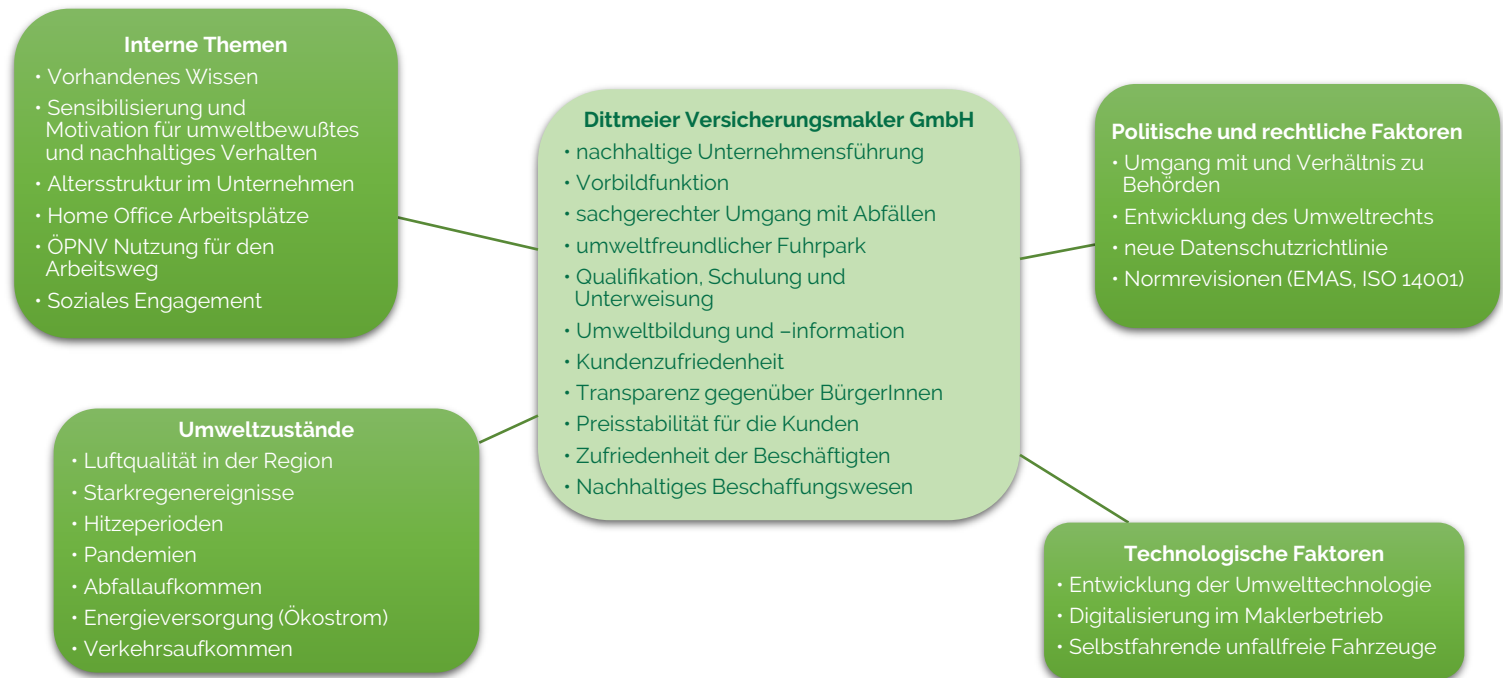 Interne Themen
• Vorhandenes Wissen
• Sensibilisierung und
Motivation für umweltbewußtes
und nachhaltiges Verhalten
• Altersstruktur im Unternehmen
• Home Office Arbeitsplätze
• ÖPNV Nutzung für den
Arbeitsweg
• Soziales Engagement
Dittmeier Versicherungsmakler GmbH
• nachhaltige Unternehmensführung
• Vorbildfunktion
• sachgerechter Umgang mit Abfällen
• umweltfreundlicher Fuhrpark
• Qualifikation, Schulung und
Unterweisung
• Umweltbildung und –information
• Kundenzufriedenheit
• Transparenz gegenüber BürgerInnen
• Preisstabilität für die Kunden
• Zufriedenheit der Beschäftigten
• Nachhaltiges Beschaffungswesen
Politische und rechtliche Faktoren
• Umgang mit und Verhältnis zu
Behörden
• Entwicklung des Umweltrechts
• neue Datenschutzrichtlinie
• Normrevisionen (EMAS, ISO 14001)
Umweltzustände
• Luftqualität in der Region
• Starkregenereignisse
• Hitzeperioden
• Pandemien
• Abfallaufkommen
• Energieversorgung (Ökostrom)
• Verkehrsaufkommen
Technologische Faktoren
• Entwicklung der Umwelttechnologie
• Digitalisierung im Maklerbetrieb
• Selbstfahrende unfallfreie Fahrzeuge